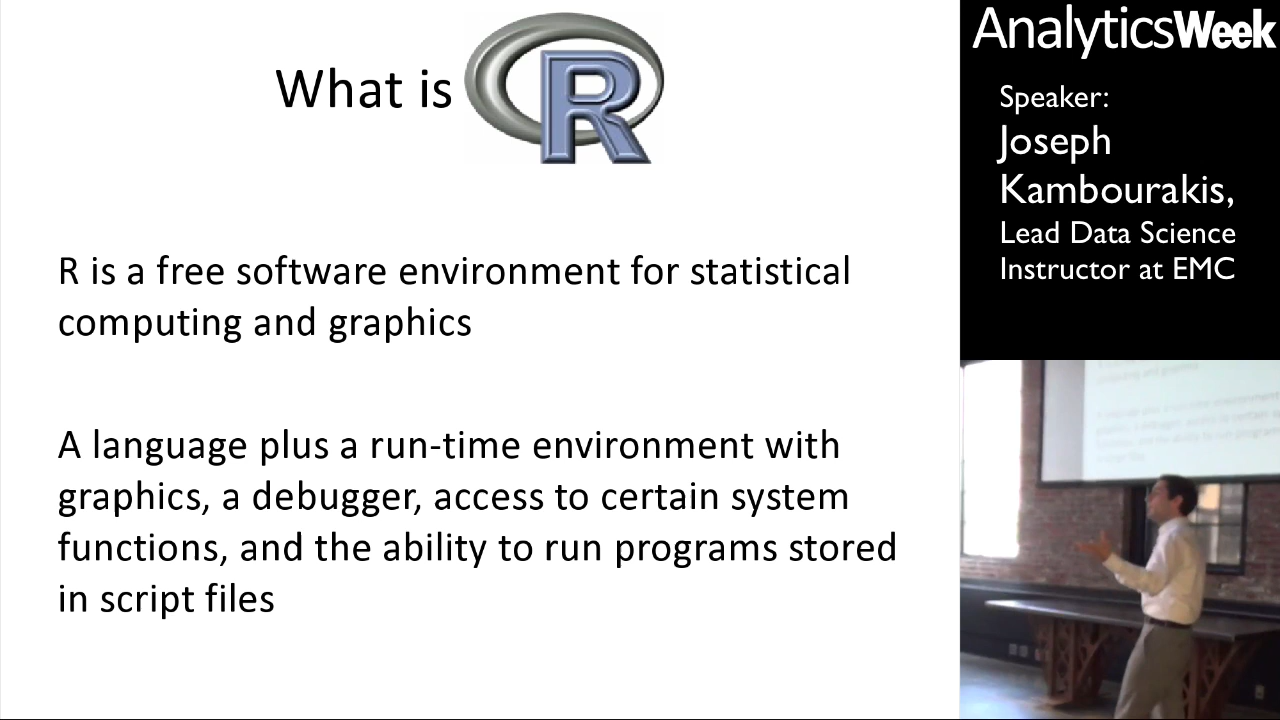 What is R
R is a free software environment for statistical
computing and graphics
A language plus a run-time environment with
graphics, a debugger, access to certain system
functions, and the ability to run programs stored
in script files
AnalyticsWeek
Speaker:
Joseph
Kambourakis,
Lead Data Science
Instructor at EMC